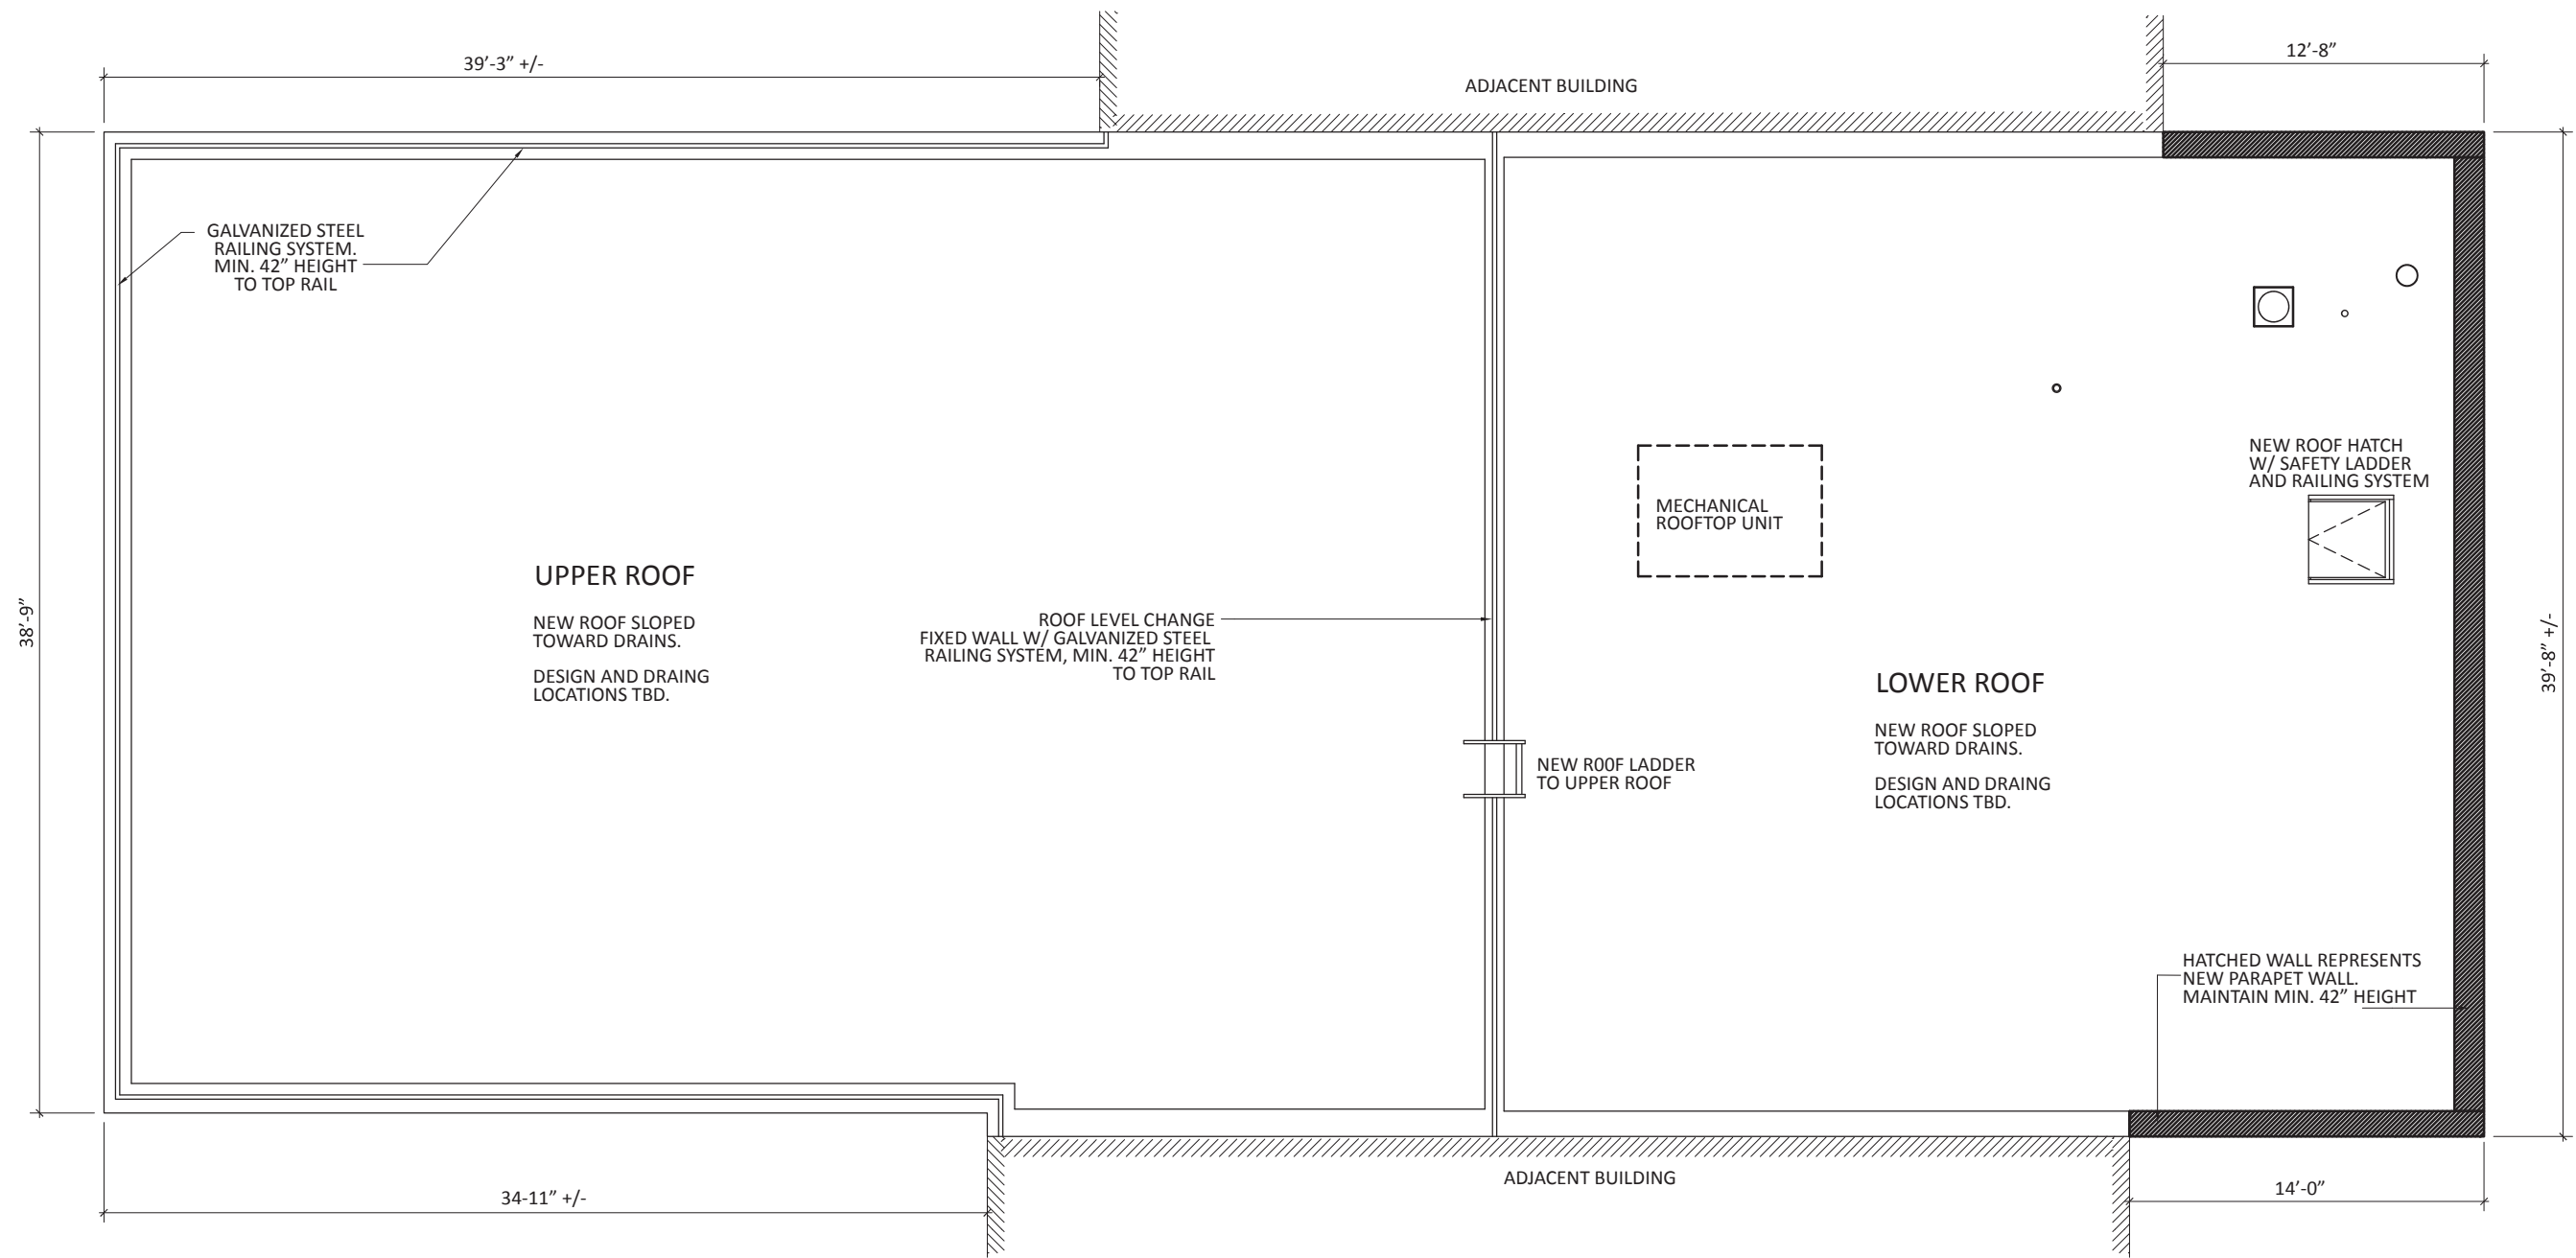 39’-3” +/-
12’-8”
ADJACENT BUILDING
GALVANIZED STEEL
RAILING SYSTEM.
MIN. 42” HEIGHT
TO TOP RAIL
38’-9”
UPPER ROOF
NEW ROOF SLOPED
TOWARD DRAINS.
DESIGN AND DRAING
LOCATIONS TBD.
ROOF LEVEL CHANGE
FIXED WALL W/ GALVANIZED STEEL
RAILING SYSTEM, MIN. 42” HEIGHT
TO TOP RAIL
MECHANICAL
ROOFTOP UNIT
NEW ROOF HATCH
W/ SAFETY LADDER
AND RAILING SYSTEM
39’-8” +/-
LOWER ROOF
NEW ROOF SLOPED
TOWARD DRAINS.
DESIGN AND DRAING
LOCATIONS TBD.
NEW R00F LADDER
TO UPPER ROOF
HATCHED WALL REPRESENTS
NEW PARAPET WALL.
MAINTAIN MIN. 42” HEIGHT
ADJACENT BUILDING
34-11” +/-
14’-0”